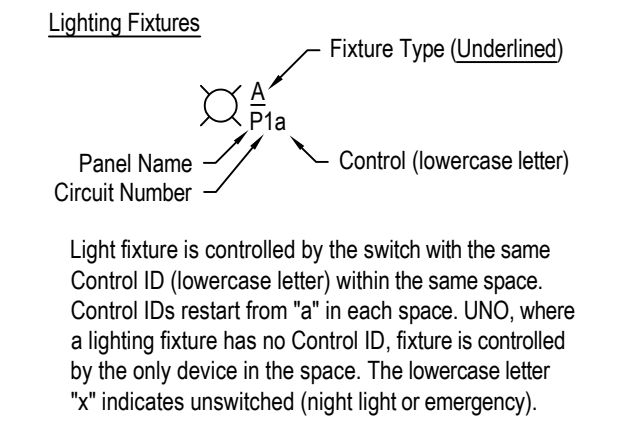 Lighting Fixtures
Fixture Type (Underlined)
A
P1a
Panel Name
Control (lowercase letter)
Circuit Number
Light fixture is controlled by the switch with the same
Control ID (lowercase letter) within the same space.
Control IDs restart from "a" in each space. UNO, where
a lighting fixture has no Control ID, fixture is controlled
by the only device in the space. The lowercase letter
"x" indicates unswitched (night light or emergency).